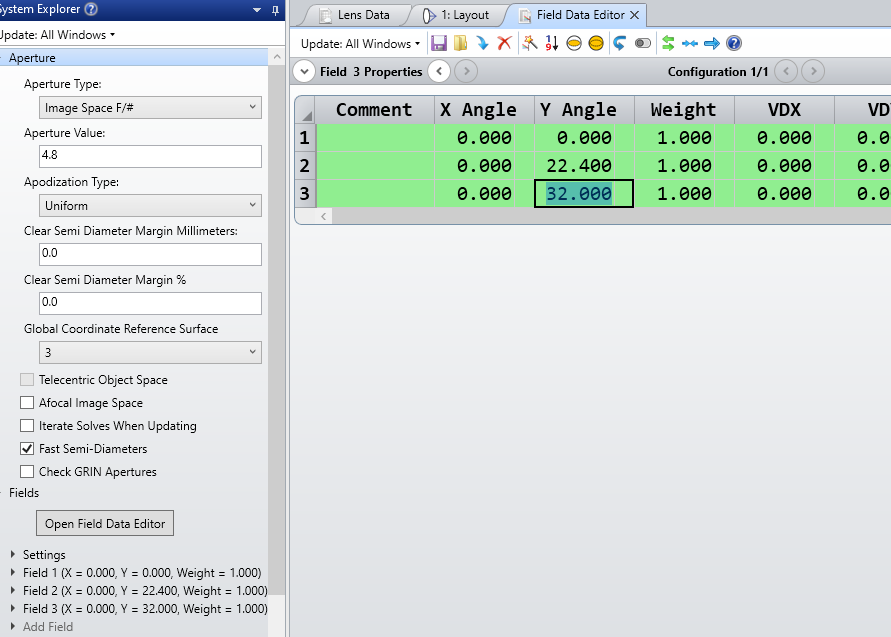 System Explorer
Update: All Windows
Aperture
Aperture Type:
Image Space F/#
Aperture Value:
4.8
Apodization Type:
Uniform
Clear Semi Diameter Margin Millimeters:
0.0
Clear Semi Diameter Margin %
0.0
Global Coordinate Reference Surface
3
Telecentric Object Space
Afocal Image Space
Iterate Solves When Updating
Fast Semi-Diameters
Check GRIN Apertures
Fields
Open Field Data Editor
Settings
Field 1 (X = 0.000, Y = 0.000, Weight = 1.000)
Field 2 (X = 0.000, Y = 22.400, Weight = 1.000)
Field 3 (X = 0.000, Y = 32.000, Weight = 1.000)
Add Field
Lens Data 1: Layout Field Data Editor
Update: All Windows
Field 3 Properties Configuration 1/1
Comment X Angle Y Angle Weight VDX VD
1 0.000 0.000 1.000 0.000 0.0
2 0.000 22.400 1.000 0.000 0.0
3 0.000 32.000 1.000 0.000 0.0